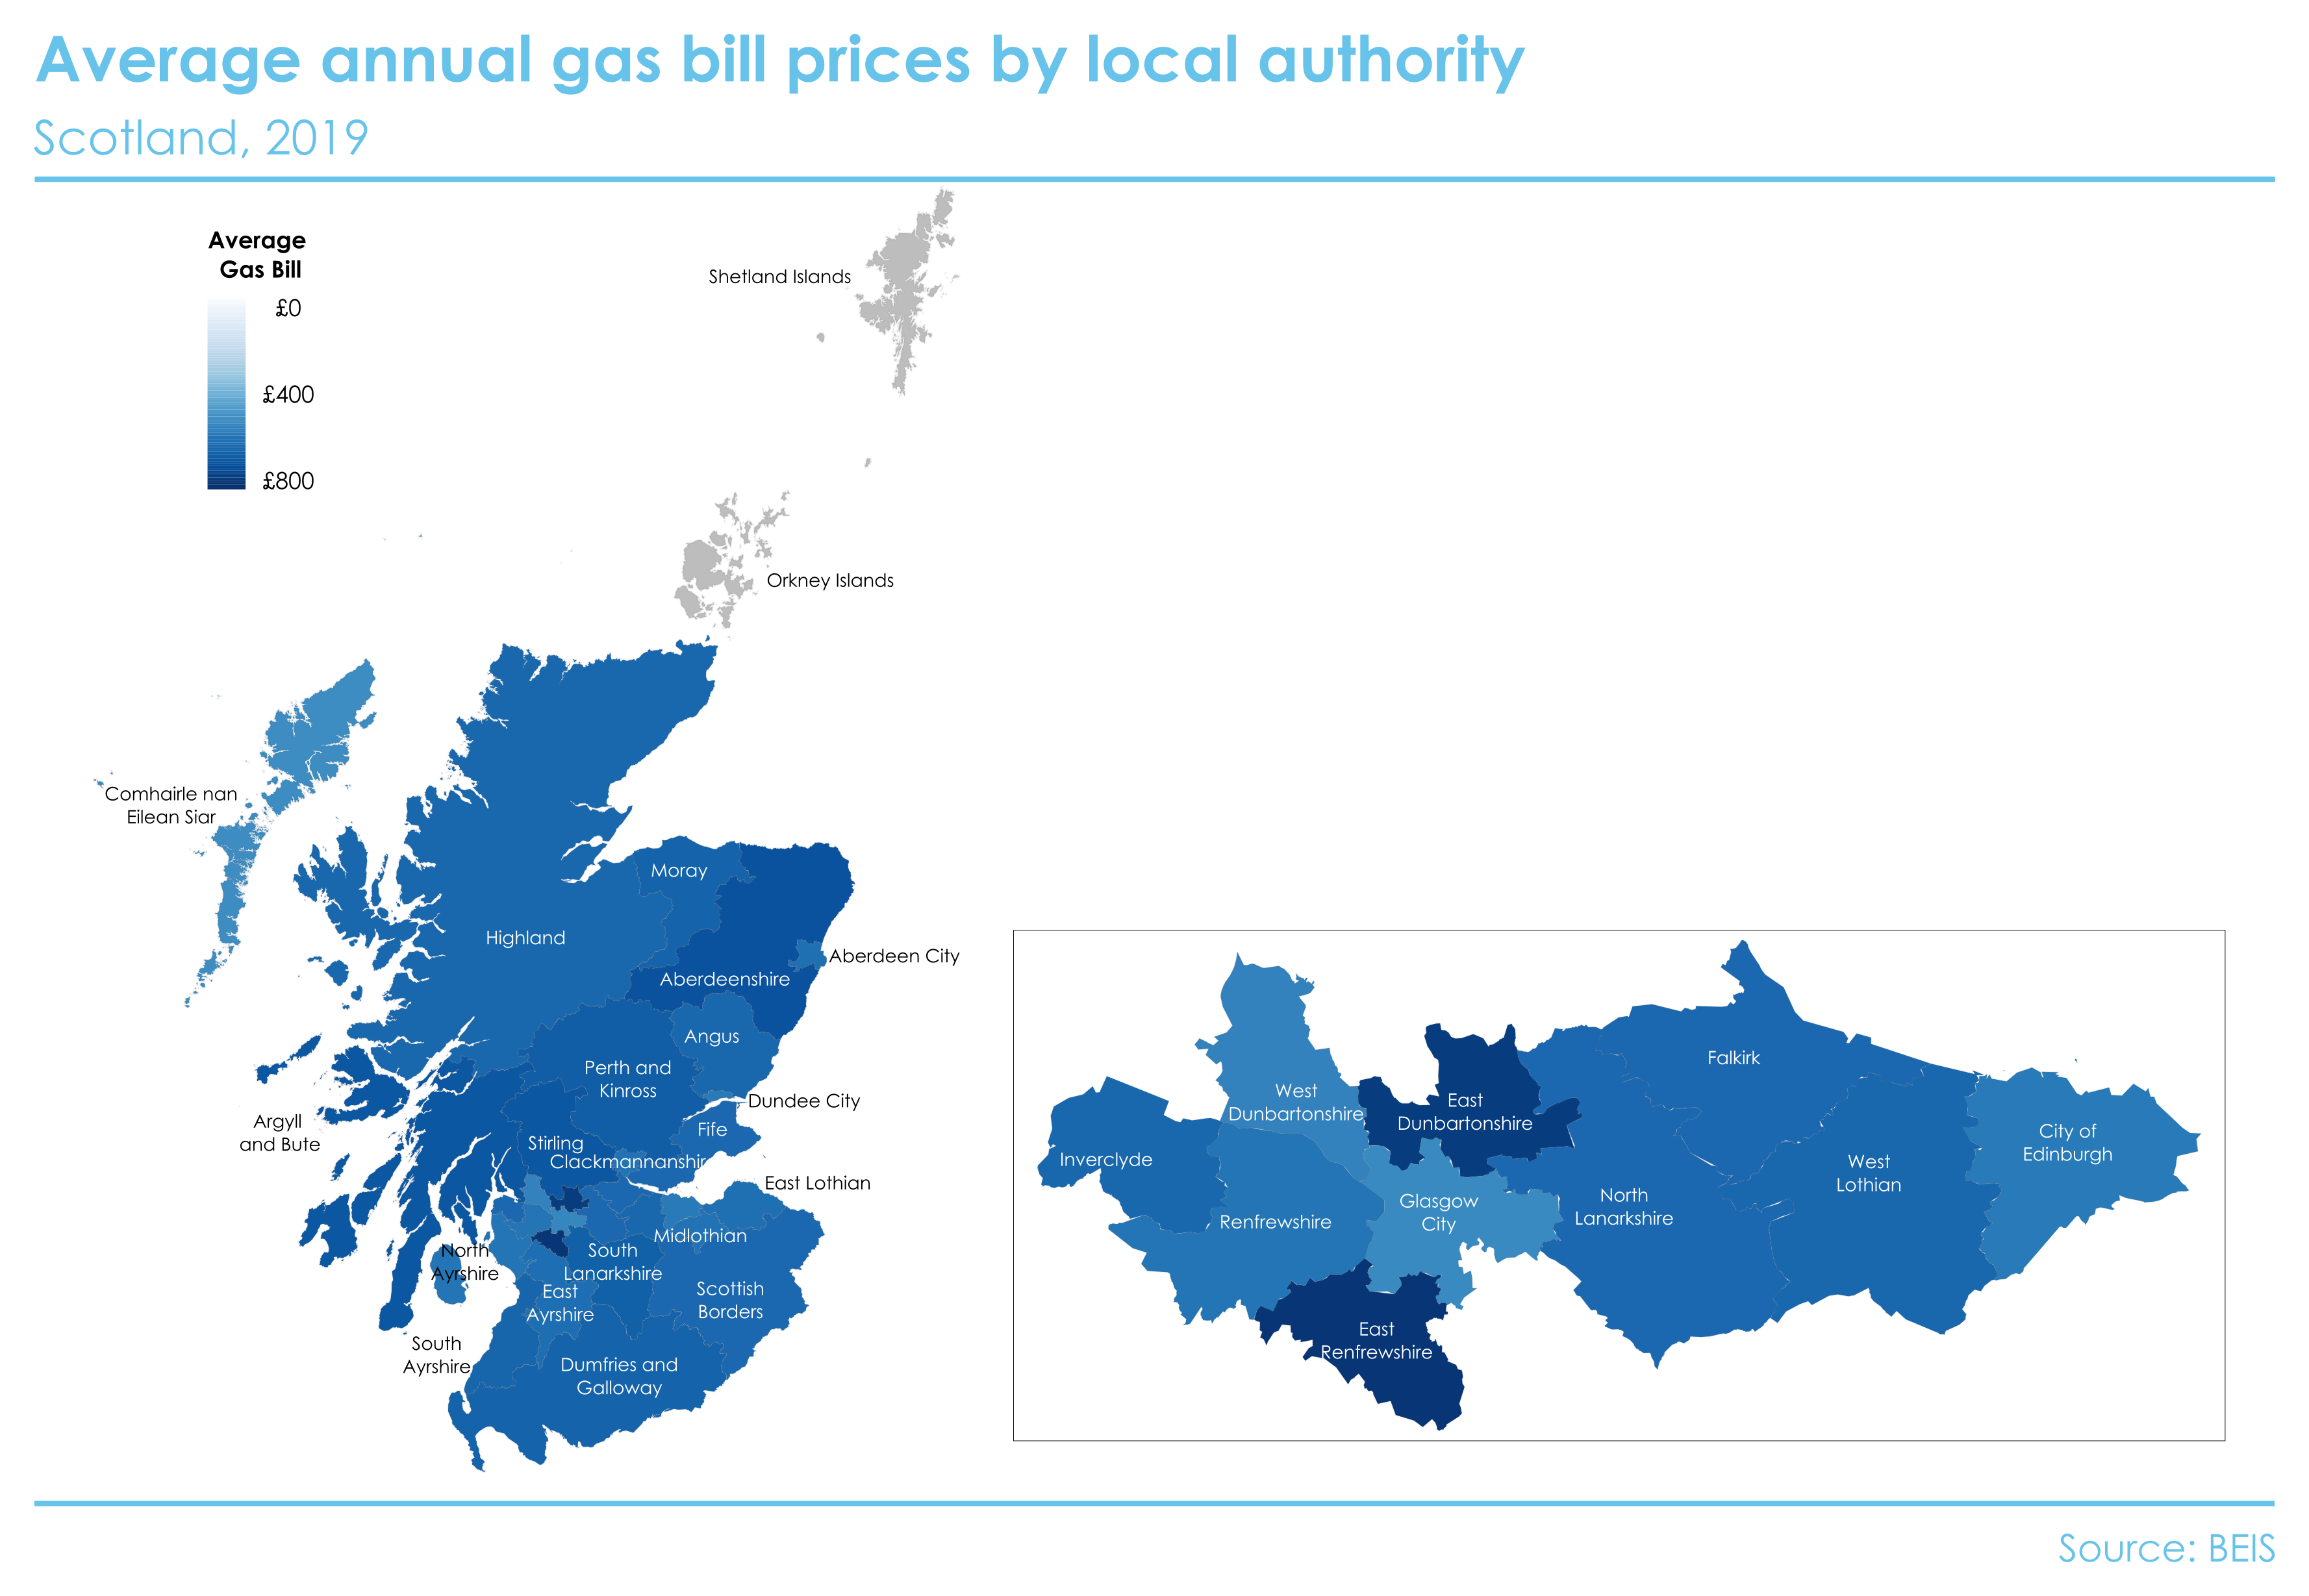 Average annual gas bill prices by local authority
Scotland, 2019
Average
Gas Bill
£0
£400
£800
Shetland Islands
Orkney Islands
Comhairle nan
Eilean Siar
Moray
Highland
Aberdeen City
Aberdeenshire
Angus
Perth and
Kinross
Dundee City
Argyll
and Bute
Fife
Stirling
Clackmannanshir
East Lothian
Midlothian
North
Ayrshire
South
Lanarkshire
East
Ayrshire
Scottish
Borders
South
Ayrshire
Dumfries and
Galloway
Falkirk
West
Dunbartonshire
East
Dunbartonshire
City of
Edinburgh
Inverclyde
West
Lothian
Glasgow
City
North
Lanarkshire
Renfrewshire
East
Renfrewshire
Source: BEIS